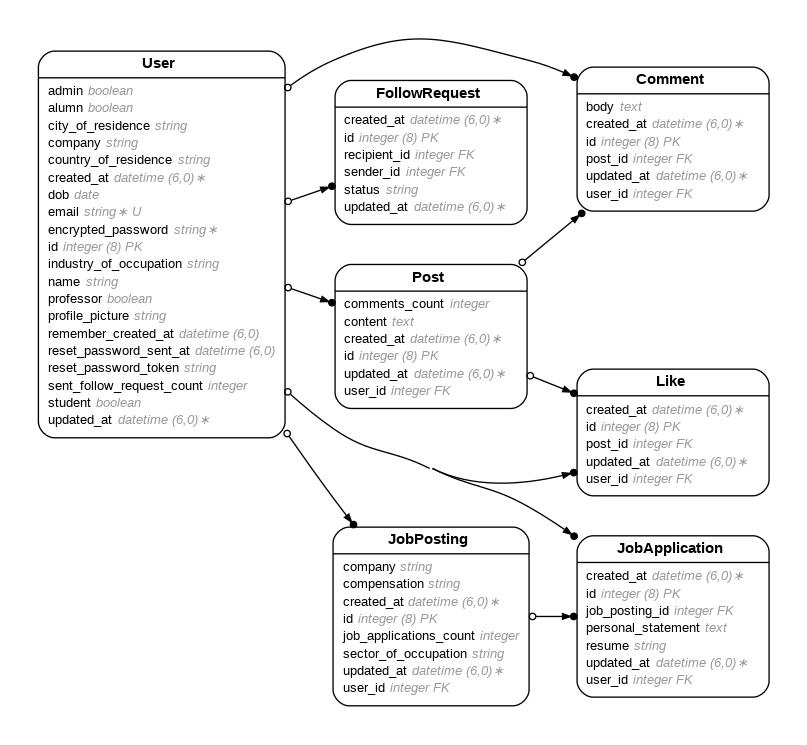 User
admin boolean
alumn boolean
city_of_residence string
company string
country_of_residence string
created_at datetime (6,0) ∗
dob date
email string ∗ U
encrypted_password string ∗
id integer (8) PK
industry_of_occupation string
name string
professor boolean
profile_picture string
remember_created_at datetime (6,0)
reset_password_sent_at datetime (6,0)
reset_password_token string
sent_follow_request_count integer
student boolean
updated_at datetime (6,0) ∗
FollowRequest
created_at datetime (6,0) ∗
id integer (8) PK
recipient_id integer FK
sender_id integer FK
status string
updated_at datetime (6,0) ∗
Post
comments_count integer
content text
created_at datetime (6,0) ∗
id integer (8) PK
updated_at datetime (6,0) ∗
user_id integer FK
JobPosting
company string
compensation string
created_at datetime (6,0) ∗
id integer (8) PK
job_applications_count integer
sector_of_occupation string
updated_at datetime (6,0) ∗
user_id integer FK
Comment
body text
created_at datetime (6,0) ∗
id integer (8) PK
post_id integer FK
updated_at datetime (6,0) ∗
user_id integer FK
Like
created_at datetime (6,0) ∗
id integer (8) PK
post_id integer FK
updated_at datetime (6,0) ∗
user_id integer FK
JobApplication
created_at datetime (6,0) ∗
id integer (8) PK
job_posting_id integer FK
personal_statement text
resume string
updated_at datetime (6,0) ∗
user_id integer FK